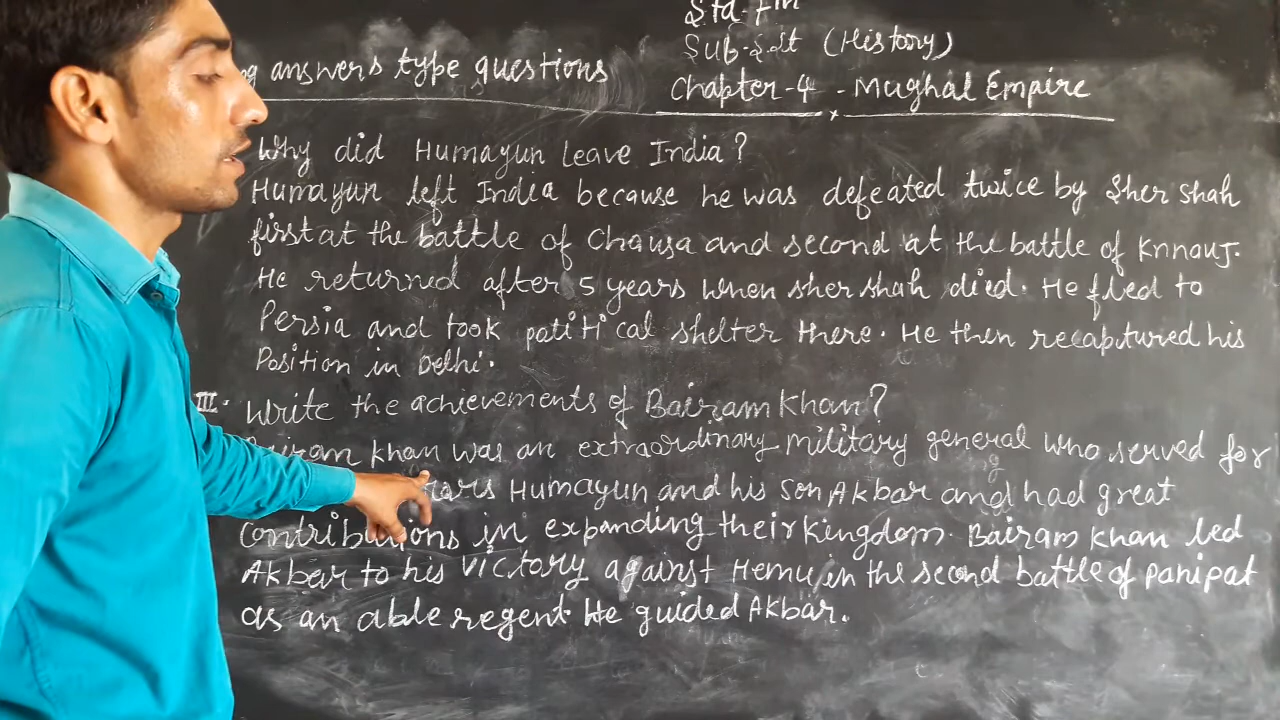 Std-7th
Sub-S.St (History)
answers type questions
Chapter-4 - Mughal Empire
Why did Humayun Leave India?
Humayun left India because he was defeated twice by Sher Shah
first at the battle of Chausa and second at the battle of Knnauj.
He returned after 5 years when sher shah died. He fled to
Persia and took patitical shelter there. He then recaptured his
Position in Delhi.
III. Write the achievements of Bairam Khan?
Bairam khan was an extraordinary military general who served for
Humayun and his Son Akbar and had great
contributions in expanding their kingdom. Bairam khan led
Akbar to his victory against Hemu, in the second battle of panipat
as an able regent. He guided Akbar.